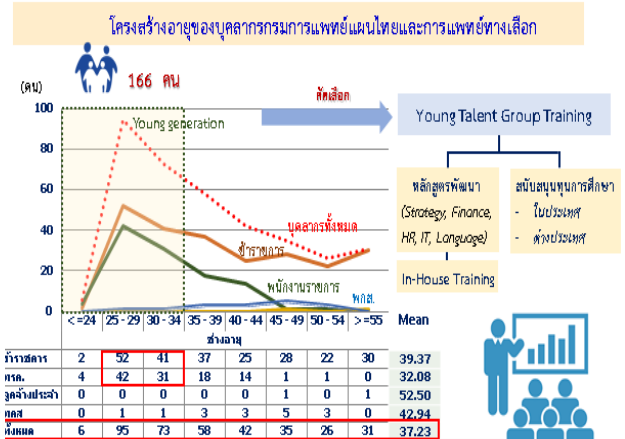 โครงสร้างอายุของบุคลากรกรมการแพทย์แผนไทยและการแพทย์ทางเลือก
166 คน
(คน)
คัดเลือก
100
80
60
40
20
0
Young generation
บุคลากรทั้งหมด
ข้าราชการ
พนักงานราชการ
พกส.
Young Talent Group Training
หลักสูตรพัฒนา
(Strategy, Finance,
HR, IT, Language)
สนับสนุนทุนการศึกษา
- ในประเทศ
- ต่างประเทศ
In-House Training
<=24 25 - 29 30 - 34 35 - 39 40 - 44 45 - 49 50 - 54 >=55 Mean
ช่วงอายุ
ข้าราชการ 2 52 41 37 25 28 22 30 39.37
พรก. 4 42 31 18 14 1 1 0 32.08
ลูกจ้างประจำ 0 0 0 0 0 1 0 1 52.50
พกส 0 1 1 3 3 5 3 0 42.94
ทั้งหมด 6 95 73 58 42 35 26 31 37.23